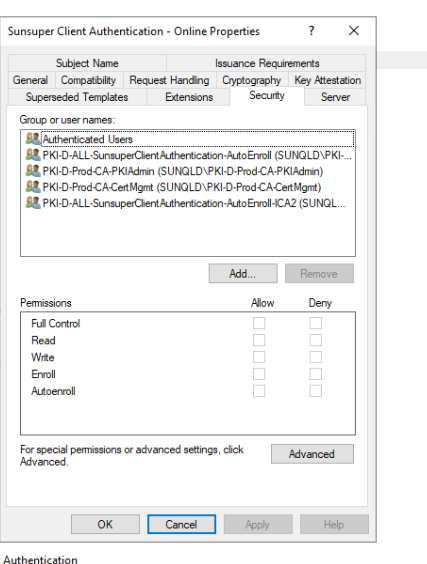 Sunsuper Client Authentication - Online Properties ? ×
Subject Name Issuance Requirements
General Compatibility Request Handling Cryptography Key Attestation
Superseded Templates Extensions Security Server
Group or user names:
Authenticated Users
PKI-D-ALL-SunsuperClientAuthentication-AutoEnroll (SUNQLD\PKI-...
PKI-D-Prod-CA-PKIAdmin (SUNQLD\PKI-D-Prod-CA-PKIAdmin)
PKI-D-Prod-CA-CertMgmt (SUNQLD\PKI-D-Prod-CA-CertMgmt)
PKI-D-ALL-SunsuperClientAuthentication-AutoEnroll-ICA2 (SUNQL...
Add... Remove
Permissions Allow Deny
Full Control
Read
Write
Enroll
Autoenroll
For special permissions or advanced settings, click
Advanced.
Advanced
OK Cancel Apply Help
Authentication